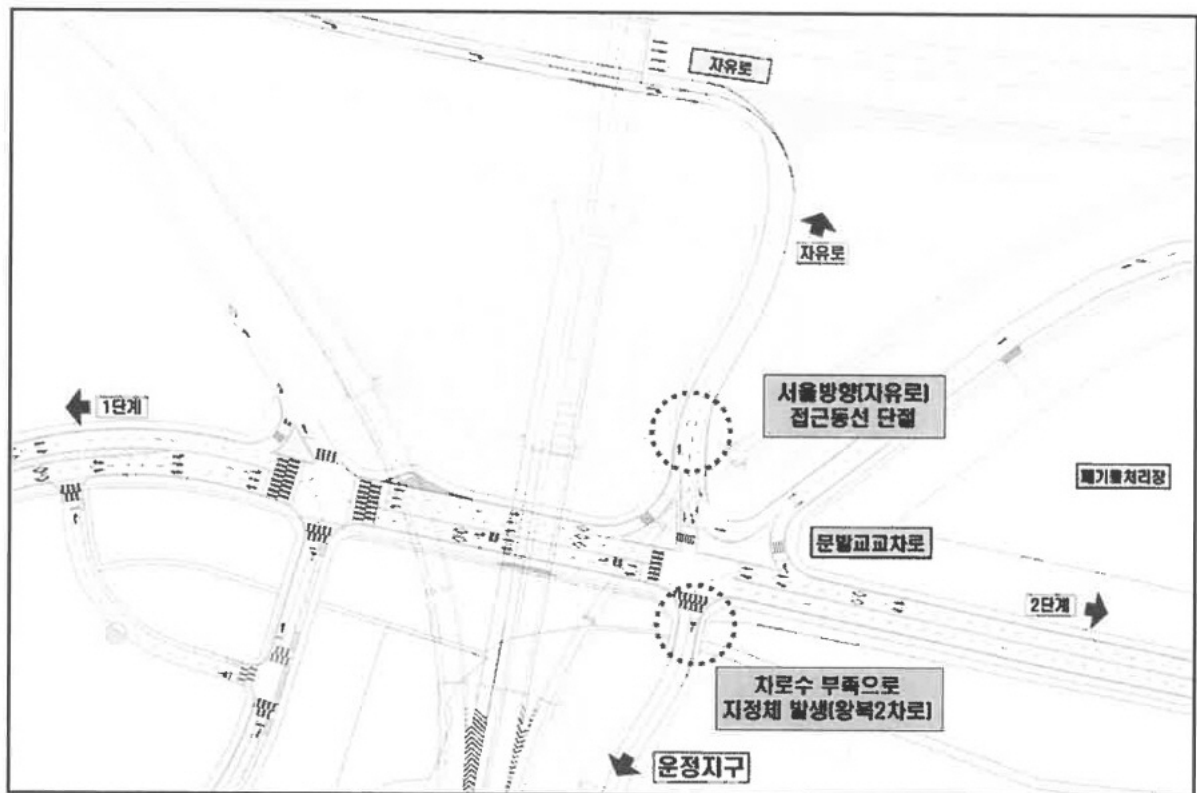 자유로
자유로
1단계
서울방향(자유로)
접근동선 단절
폐기물처리장
문발교교차로
2단계
차로수 부족으로
지정체 발생(왕복2차로)
운정지구